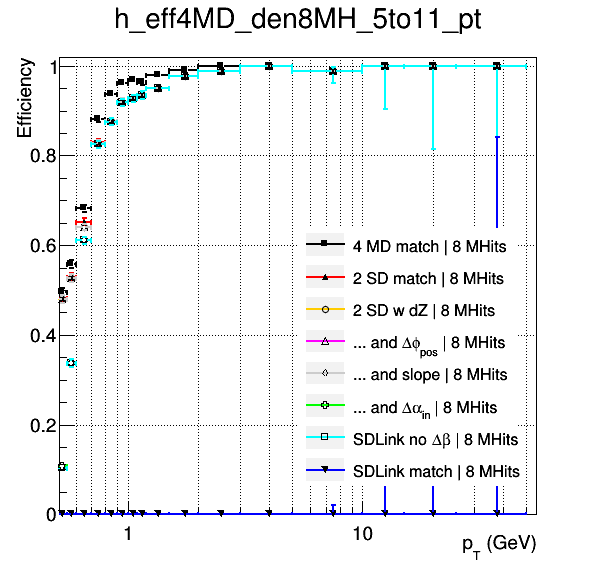 h_eff4MD_den8MH_5to11_pt
Efficiency
1
0.8
0.6
0.4
0.2
0
4 MD match | 8 MHits
2 SD match | 8 MHits
2 SD w dZ | 8 MHits
... and Δϕpos | 8 MHits
... and slope | 8 MHits
... and Δαin | 8 MHits
SDLink no Δβ | 8 MHits
SDLink match | 8 MHits
1 10
pT (GeV)